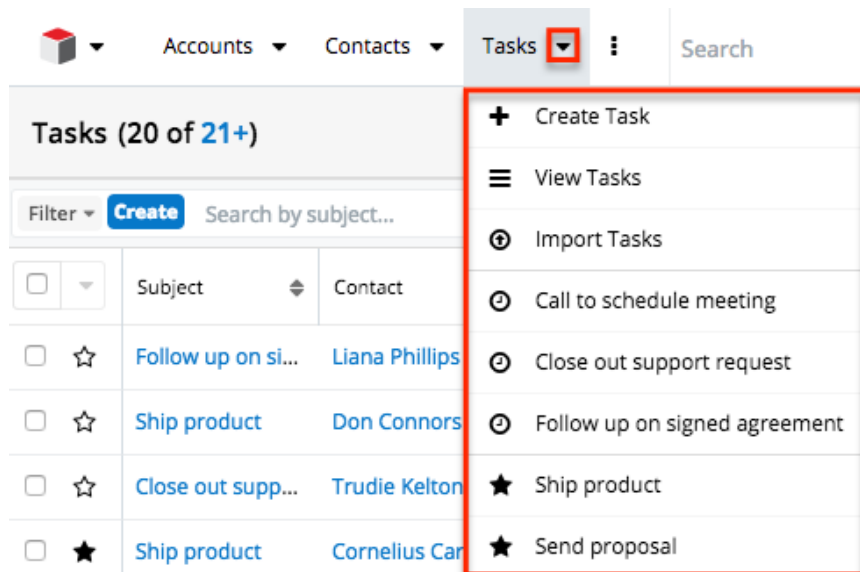 Accounts Contacts Tasks Search
Tasks (20 of 21+)
Filter Create Search by subject...
Subject Contact
Follow up on si... Liana Phillips
Ship product Don Connors
Close out supp... Trudie Kelton
Ship product Cornelius Car
Create Task
View Tasks
Import Tasks
Call to schedule meeting
Close out support request
Follow up on signed agreement
Ship product
Send proposal